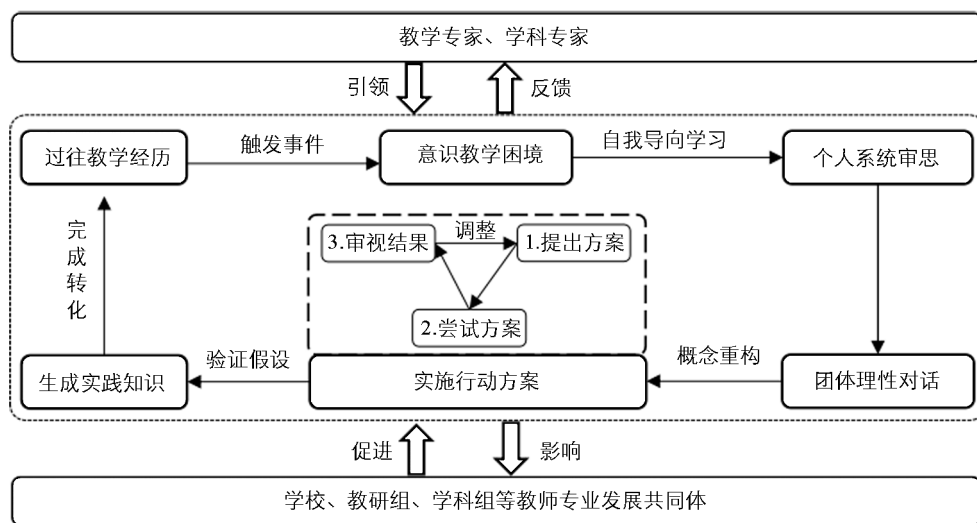 教学专家、学科专家
引领
反馈
过往教学经历
触发事件
意识教学困境
自我导向学习
个人系统审思
完成转化
3.审视结果
调整
1.提出方案
2.尝试方案
生成实践知识
验证假设
实施行动方案
概念重构
团体理性对话
促进
影响
学校、教研组、学科组等教师专业发展共同体